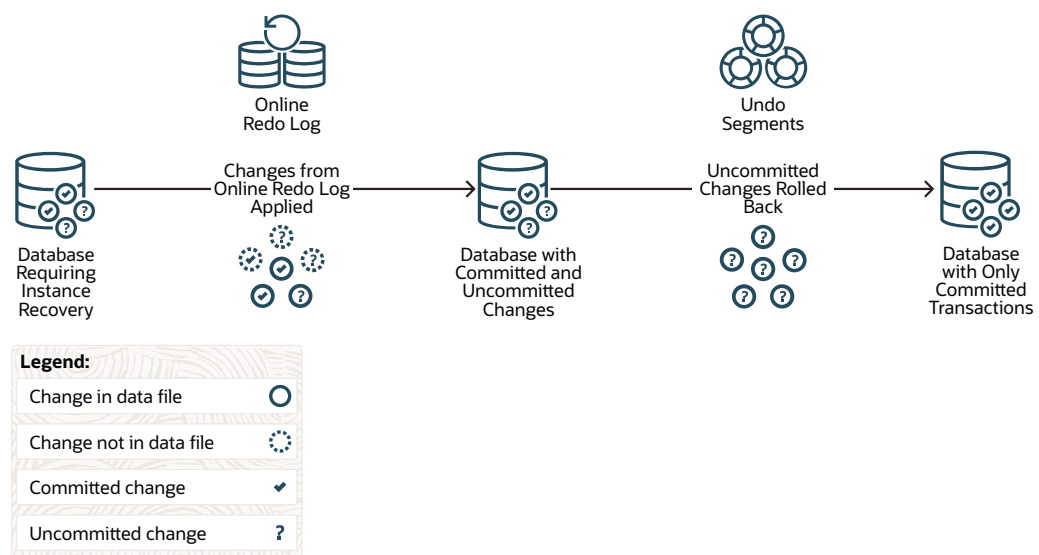 Online
Redo Log
Undo
Segments
Changes from
Online Redo Log
Applied
Uncommitted
Changes Rolled
Back
Database
Requiring
Instance
Recovery
Database with
Committed and
Uncommitted
Changes
Database
with Only
Committed
Transactions
Legend:
Change in data file
Change not in data file
Committed change
Uncommitted change ?